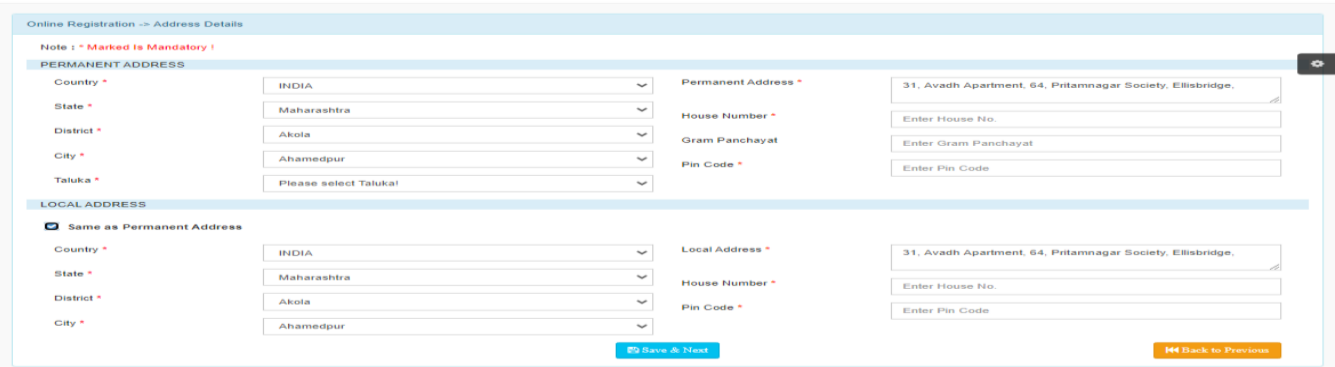 Online Registration -> Address Details
Note : * Marked Is Mandatory !
PERMANENT ADDRESS
Country * INDIA
Permanent Address * 31, Avadh Apartment, 64, Pritamnagar Society, Ellisbridge,
State * Maharashtra
House Number * Enter House No.
District * Akola
Gram Panchayat Enter Gram Panchayat
City * Ahamedpur
Pin Code * Enter Pin Code
Taluka * Please select Taluka!
LOCAL ADDRESS
Same as Permanent Address
Country * INDIA
Local Address * 31, Avadh Apartment, 64, Pritamnagar Society, Ellisbridge,
State * Maharashtra
House Number * Enter House No.
District * Akola
Pin Code * Enter Pin Code
City * Ahamedpur
Save & Next
Back to Previous